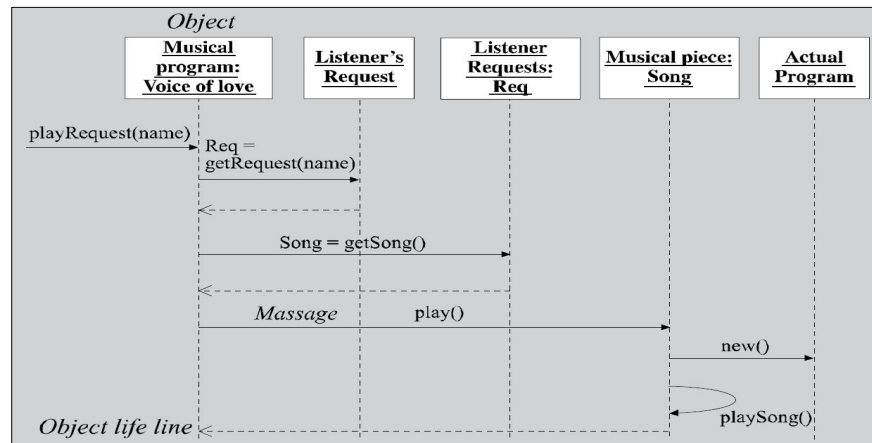 Object
Musical
program:
Voice of love
Listener's
Request
Listener
Requests:
Req
Musical piece:
Song
Actual
Program
playRequest(name)
Req =
getRequest(name)
Song = getSong()
Massage
play()
new()
playSong()
Object life line